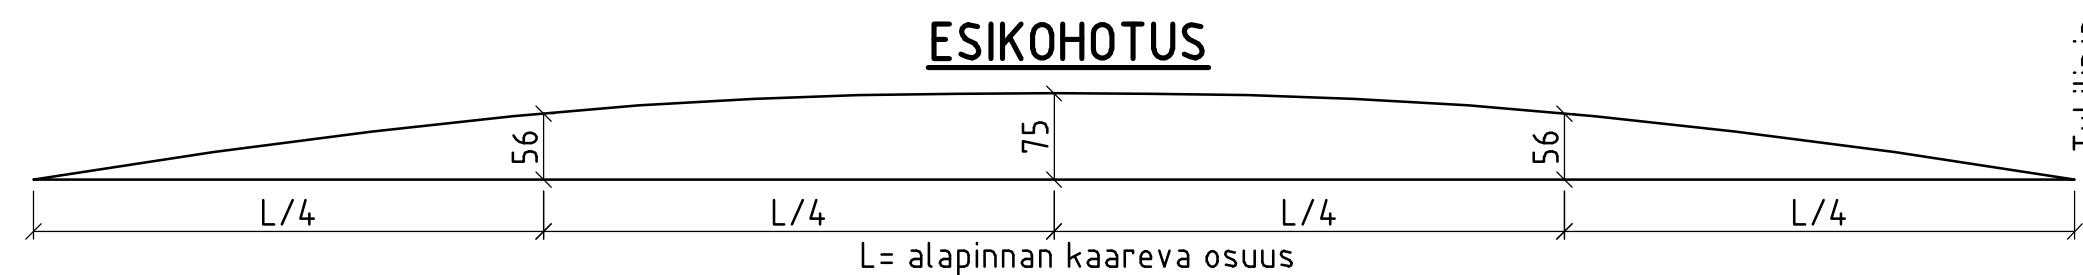 ESIKOHOTUS
56
75
56
L/4
L/4
L/4
L/4
L= alapinnan kaareva osuus